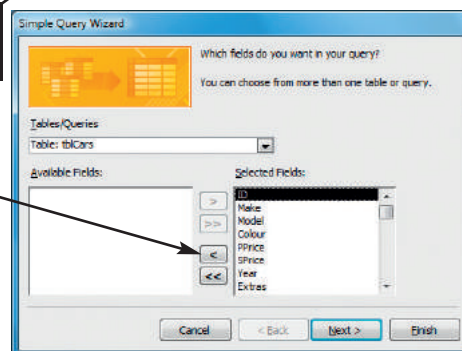 Simple Query Wizard
Which fields do you want in your query?
You can choose from more than one table or query.
Tables/Queries
Table: tblCars
Available Fields:
Selected Fields:
ID
Make
Model
Colour
PPrice
SPrice
Year
Extras
>
>>
<
<<
Cancel
< Back
Next >
Finish